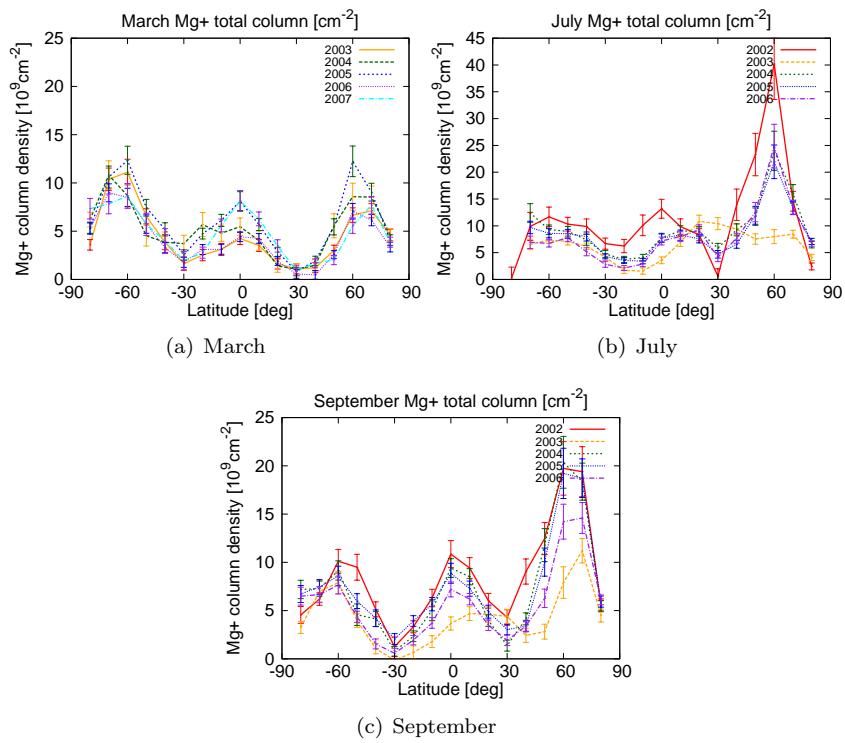 March Mg+ total column [cm-2]
Mg+ column density [10^9cm-2]
25
20
15
10
5
0
-90 -60 -30 0 30 60 90
Latitude [deg]
2003
2004
2005
2006
2007
(a) March
July Mg+ total column [cm-2]
Mg+ column density [10^9cm-2]
45
40
35
30
25
20
15
10
5
0
-90 -60 -30 0 30 60 90
Latitude [deg]
2002
2003
2004
2005
2006
(b) July
September Mg+ total column [cm-2]
Mg+ column density [10^9cm-2]
25
20
15
10
5
0
-90 -60 -30 0 30 60 90
Latitude [deg]
2002
2003
2004
2005
2006
(c) September